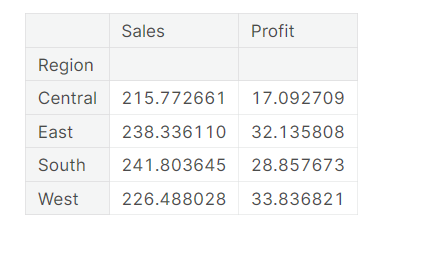 Sales Profit
Region
Central 215.772661 17.092709
East 238.336110 32.135808
South 241.803645 28.857673
West 226.488028 33.836821